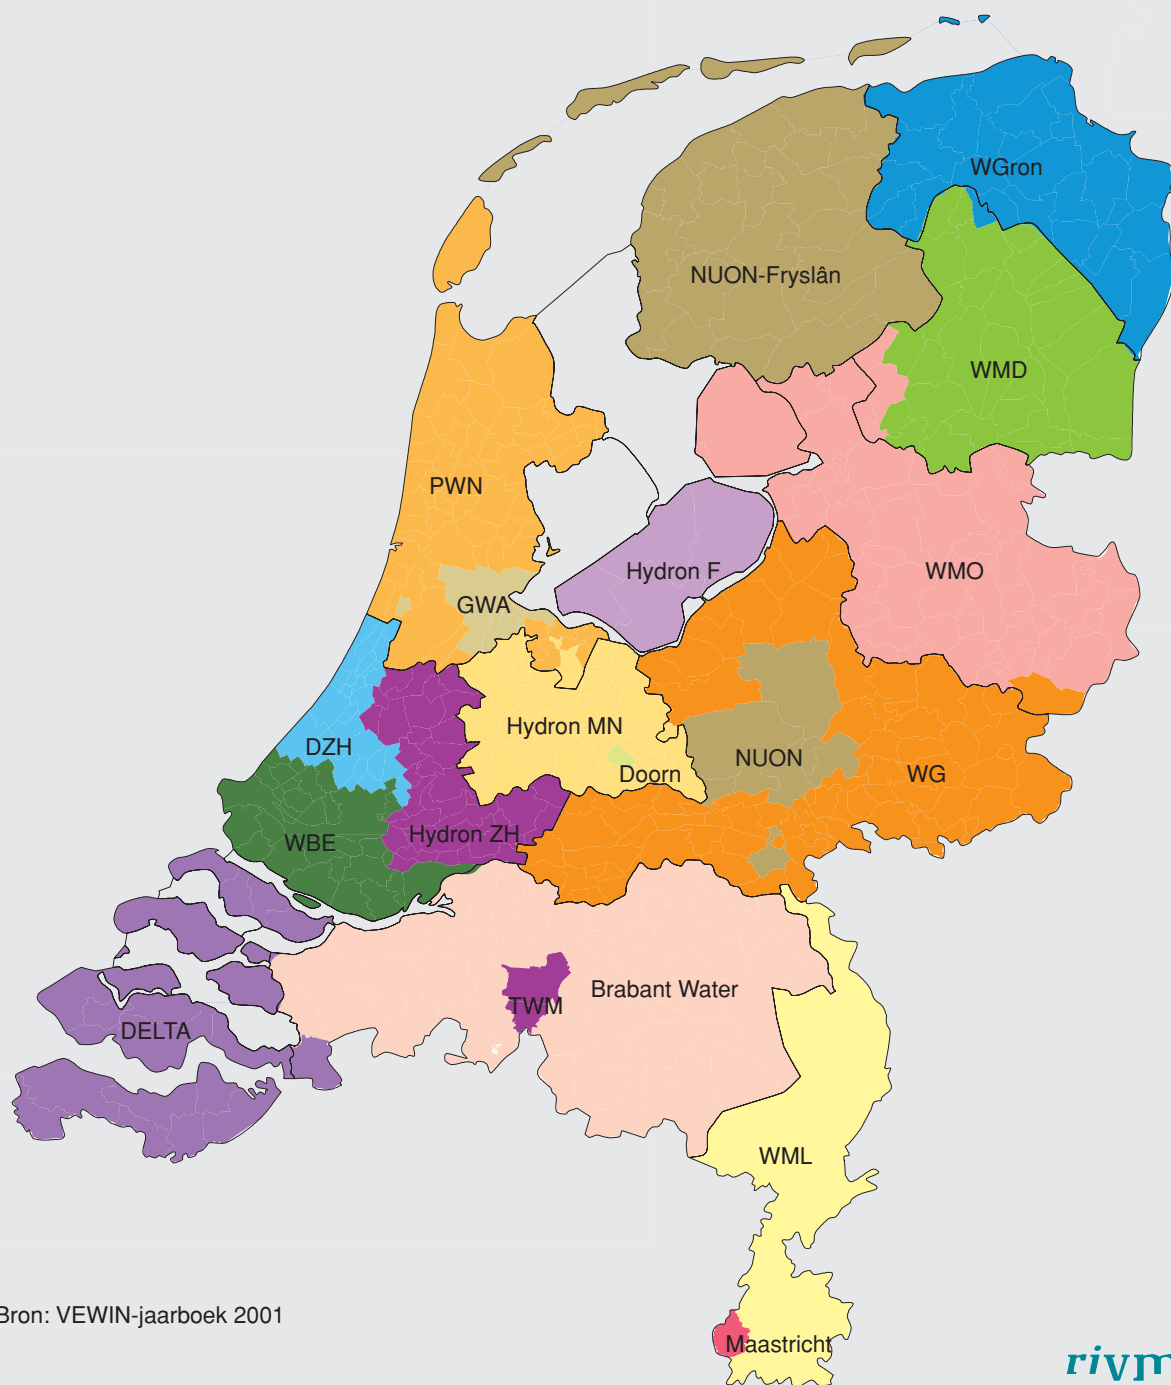 WGron
NUON-Fryslân
WMD
PWN
Hydron F
WMO
GWA
Hydron MN
DZH
Doorn
NUON
WG
Hydron ZH
WBE
Brabant Water
TWM
DELTA
WML
Bron: VEWIN-jaarboek 2001
Maastricht
rivm